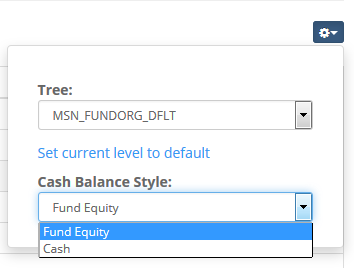 Tree:
MSN_FUNDORG_DFLT
Set current level to default
Cash Balance Style:
Fund Equity
Fund Equity
Cash